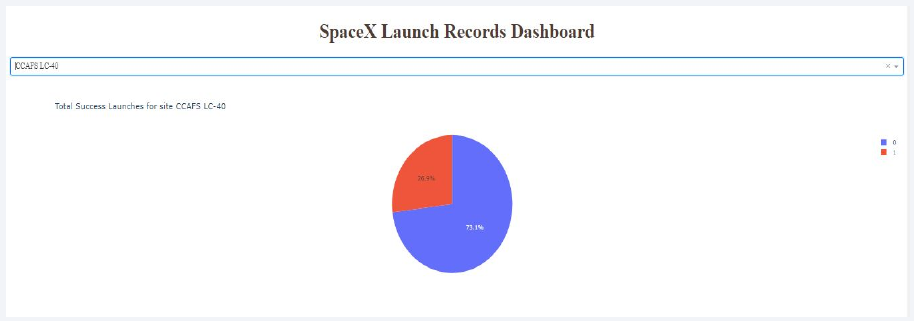 SpaceX Launch Records Dashboard
CCAFS LC-40
Total Success Launches for site CCAFS LC-40
0
1
26.9%
73.1%